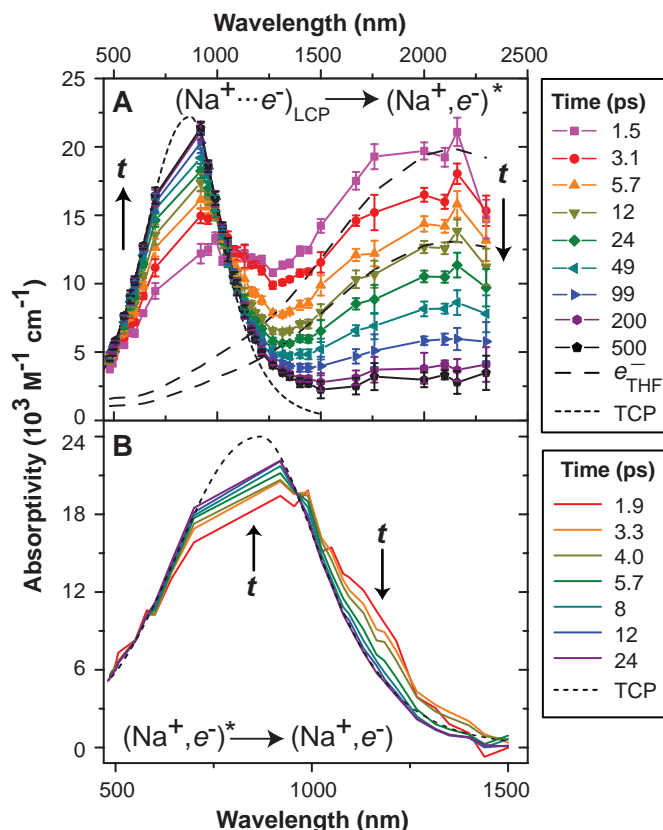 Wavelength (nm)
500 1000 1500 2000 2500
25
20
15
10
5
0
A
(Na⁺···e⁻)LCP → (Na⁺, e⁻)*
t
t
Time (ps)
1.5
3.1
5.7
12
24
49
99
200
500
e⁻THF
TCP
Absorptivity (10³ M⁻¹ cm⁻¹)
B
24
18
12
6
0
t
t
(Na⁺,e⁻)* → (Na⁺,e⁻)
Time (ps)
1.9
3.3
4.0
5.7
8
12
24
TCP
500 1000 1500
Wavelength (nm)